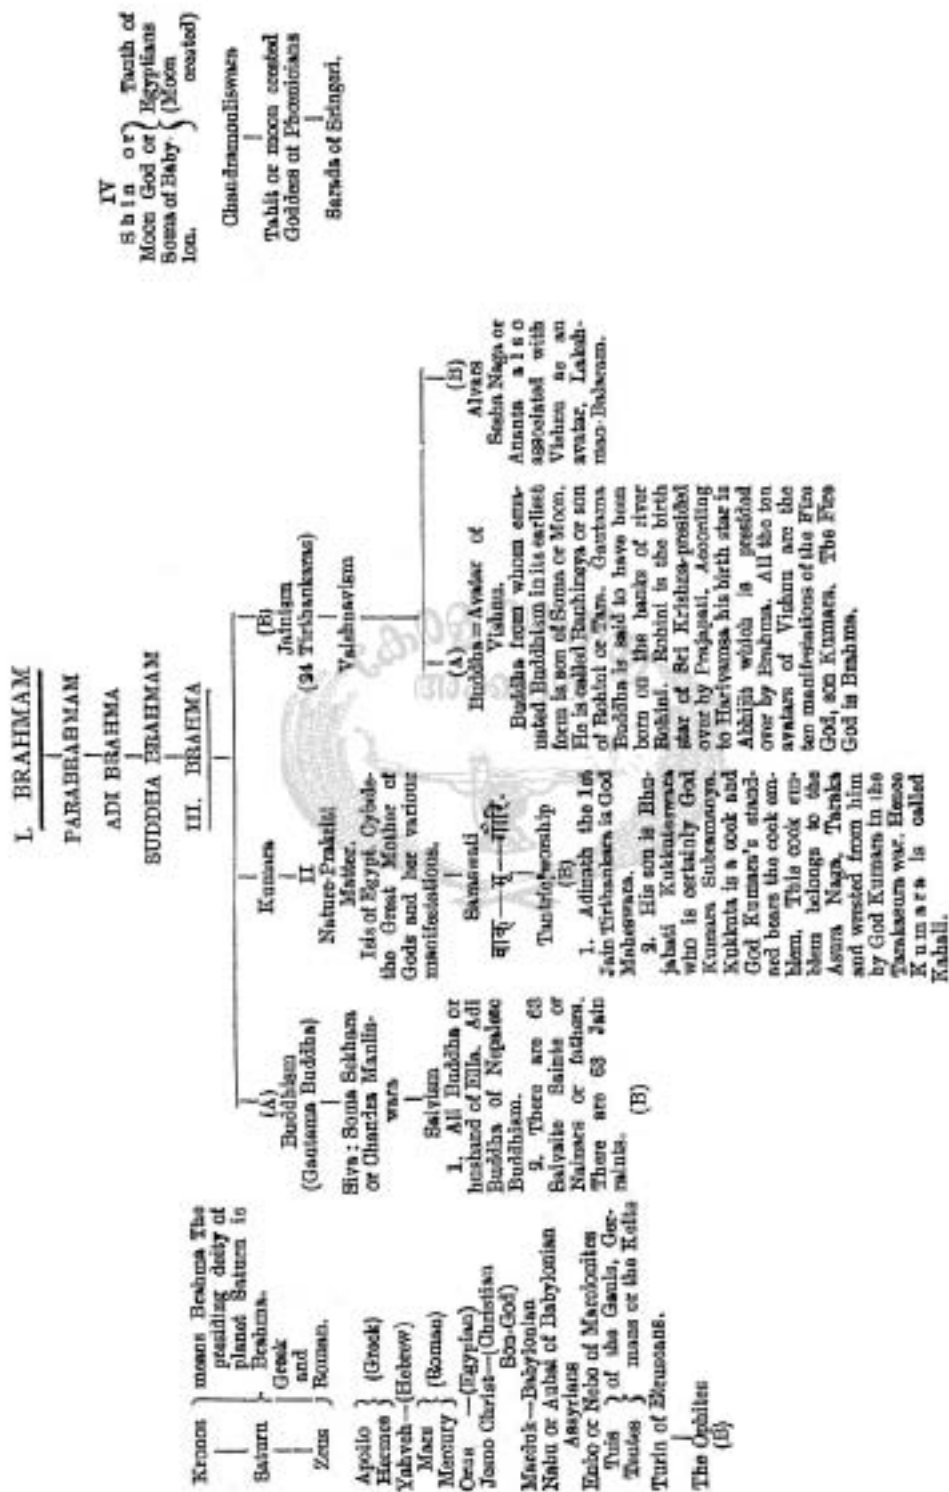 I. BRAHMAM
PARABRAHMAM
ADI BRAHMA
SUDDHA BRAHMAM
III. BRAHMA
Kronos
Saturn
Zeus
means Brahma The
presiding deity of
planet Saturn is
Brahma.
Greek
and
Roman.
Apollo
Hermes
(Greek)
Yahveh—(Hebrew)
Mars
Mercury
(Roman)
—(Egyptian)
Christ—(Christian
Son-God)
Marduk—Babylonian
Nabu or Aubal of Babylonian
Assyrians
Enbo or Nebo of
Tuis
Tautes
of the Gauls, Ger-
mans or the Kelts
Turin of Etruscans.
The Ophites
(B)
(A)
Buddhism
(Gautama Buddha)
Siva: Soma Sekhara
or Chandra
wara
Saivism
1. Ali Buddha or
husband of Ella. Adi
Buddha of Nepalese
Buddhism.
2. There are 63
Saivaite Saints or
Nainars or fathers.
There are 63 Jain
saints.
(B)
Kumara
II
Nature-Prakriti
Matter.
Isis of Egypt, Cybele-
the Great Mother of
Gods and her various
manifestations.
Saraswati
वाक्—भू—गौरि-
Tantric worship
(B)
1. Adinath the 1st
Jain Tirthankara is God
Maheswara.
2. His son is Bhu-
jabali Kukkuteswara
who is certainly God
Kumara Subramanya.
Kukkuta is a cock and
God Kumara's stand-
ard bears the cock em-
blem. This cock em-
blem belongs to the
Asura Naga, Taraka
and wrested from him
by God Kumara in the
Tarakasura war. Hence
Kumara is called
Kahali.
(B)
Jainism
(24 Tirthankaras)
Vaishnavism
(A)
Buddha=Avatar of
Vishnu.
Buddha from whom ema-
nated Buddhism in its earliest
form is son of Soma or Moon.
He is called Rauhineya or son
of Rohini or Tara. Gautama
Buddha is said to have been
born on the banks of river
Rohini. Rohini is the birth
star of Sri Krishna-presided
over by Prajapati. According
to Harivamsa his birth star is
Abhijth which is presided
over by Brahma. All the ten
avatars of Vishnu are the
ten manifestations of the Fire
God, son Kumara. The Fire
God is Brahma.
(B)
Alvars
Sesha Naga or
Ananta also
associated with
Vishnu as an
avatar, Laksh-
man-Balaram.
IV
Shin or
Moon God or
Soma of Baby-
lon.
Tanith of
Egyptians
(Moon
created)
Chandramouliswara
Tahit or moon created
Goddess of Phoenicians
Sarada of Sringeri.